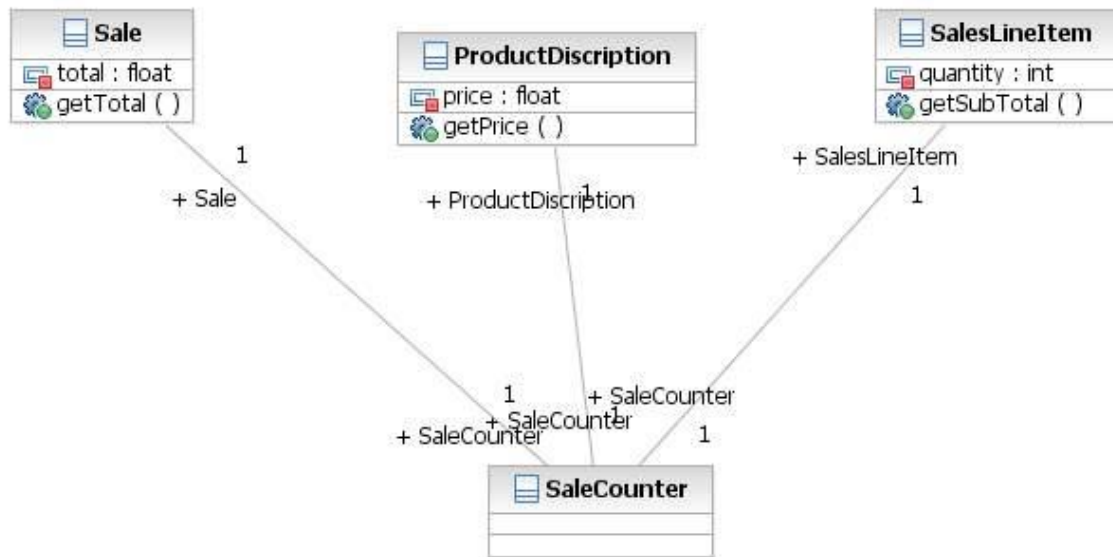 Sale
total : float
getTotal ( )
ProductDiscription
price : float
getPrice ( )
SalesLineItem
quantity : int
getSubTotal ( )
1
+ Sale
1
+ ProductDiscription
+ SalesLineItem
1
1
+ SaleCounter
1
+ SaleCounter
+ SaleCounter
1
SaleCounter